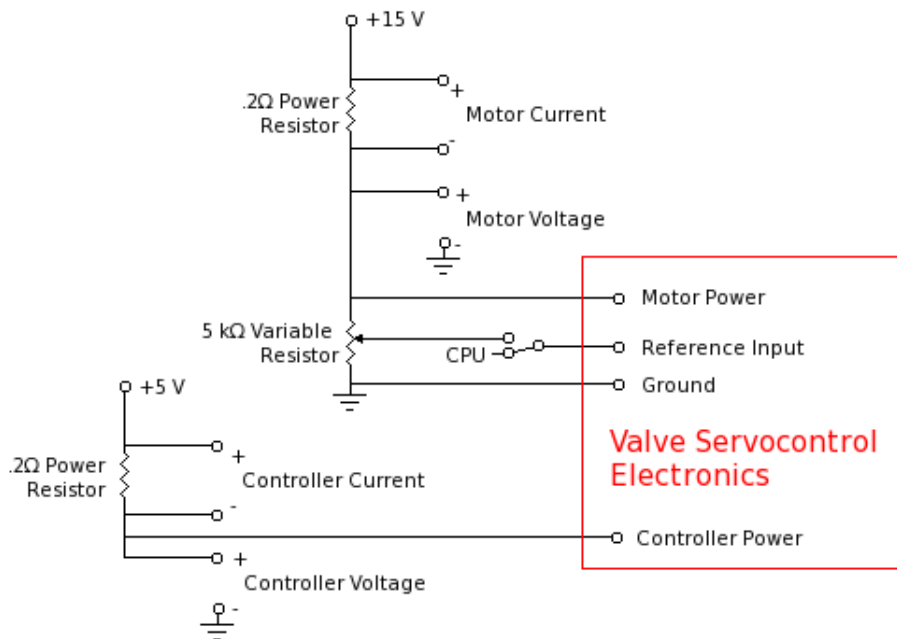 +15 V
.2Ω Power
Resistor
+
Motor Current
-
+
Motor Voltage
-
Motor Power
5 kΩ Variable
Resistor
CPU
Reference Input
Ground
+5 V
Valve Servocontrol
Electronics
.2Ω Power
Resistor
+
Controller Current
-
Controller Power
+
Controller Voltage
-